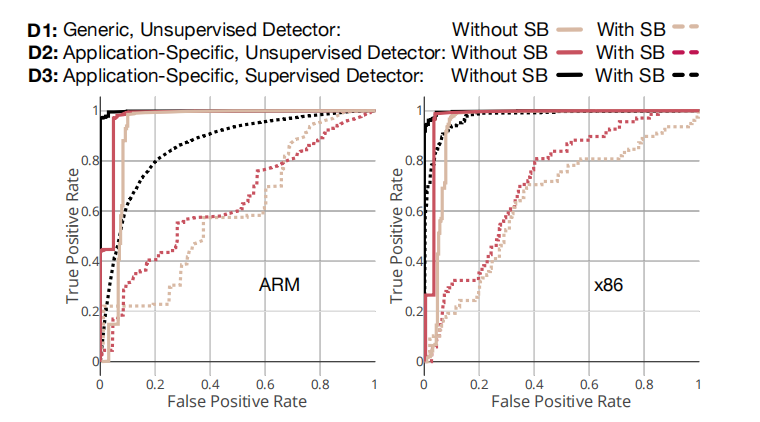 D1: Generic, Unsupervised Detector: Without SB With SB
D2: Application-Specific, Unsupervised Detector: Without SB With SB
D3: Application-Specific, Supervised Detector: Without SB With SB
True Positive Rate
1
0.8
0.6
0.4
0.2
0
ARM
0 0.2 0.4 0.6 0.8 1
False Positive Rate
True Positive Rate
1
0.8
0.6
0.4
0.2
0
x86
0 0.2 0.4 0.6 0.8 1
False Positive Rate